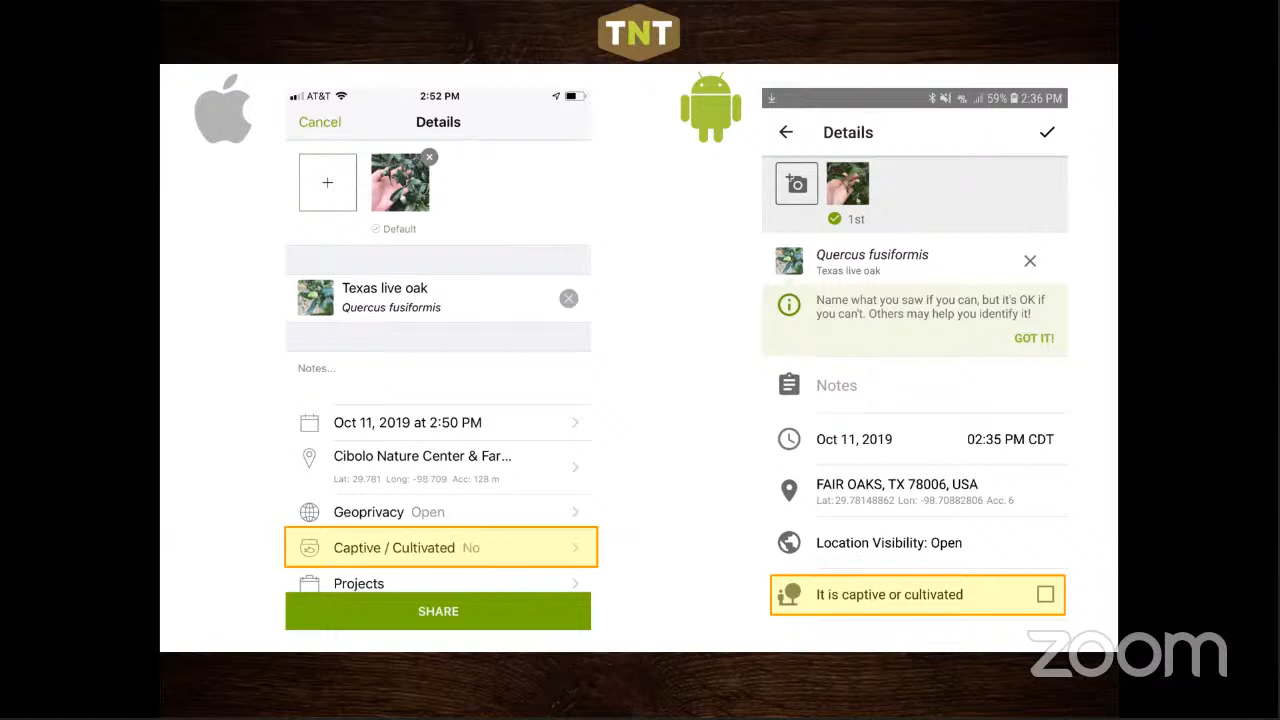 TNT
AT&T 2:52 PM
Cancel Details
Default
Texas live oak
Quercus fusiformis
Notes...
Oct 11, 2019 at 2:50 PM
Cibolo Nature Center & Far...
Lat: 29.781 Long: -98.709 Acc: 128 m
Geoprivacy Open
Captive / Cultivated No
Projects
SHARE
59% 2:36 PM
Details
1st
Quercus fusiformis
Texas live oak
Name what you saw if you can, but it's OK if
you can't. Others may help you identify it!
GOT IT!
Notes
Oct 11, 2019 02:35 PM CDT
FAIR OAKS, TX 78006, USA
Lat: 29.78148862 Lon: -98.70882806 Acc. 6
Location Visibility: Open
It is captive or cultivated
zoom